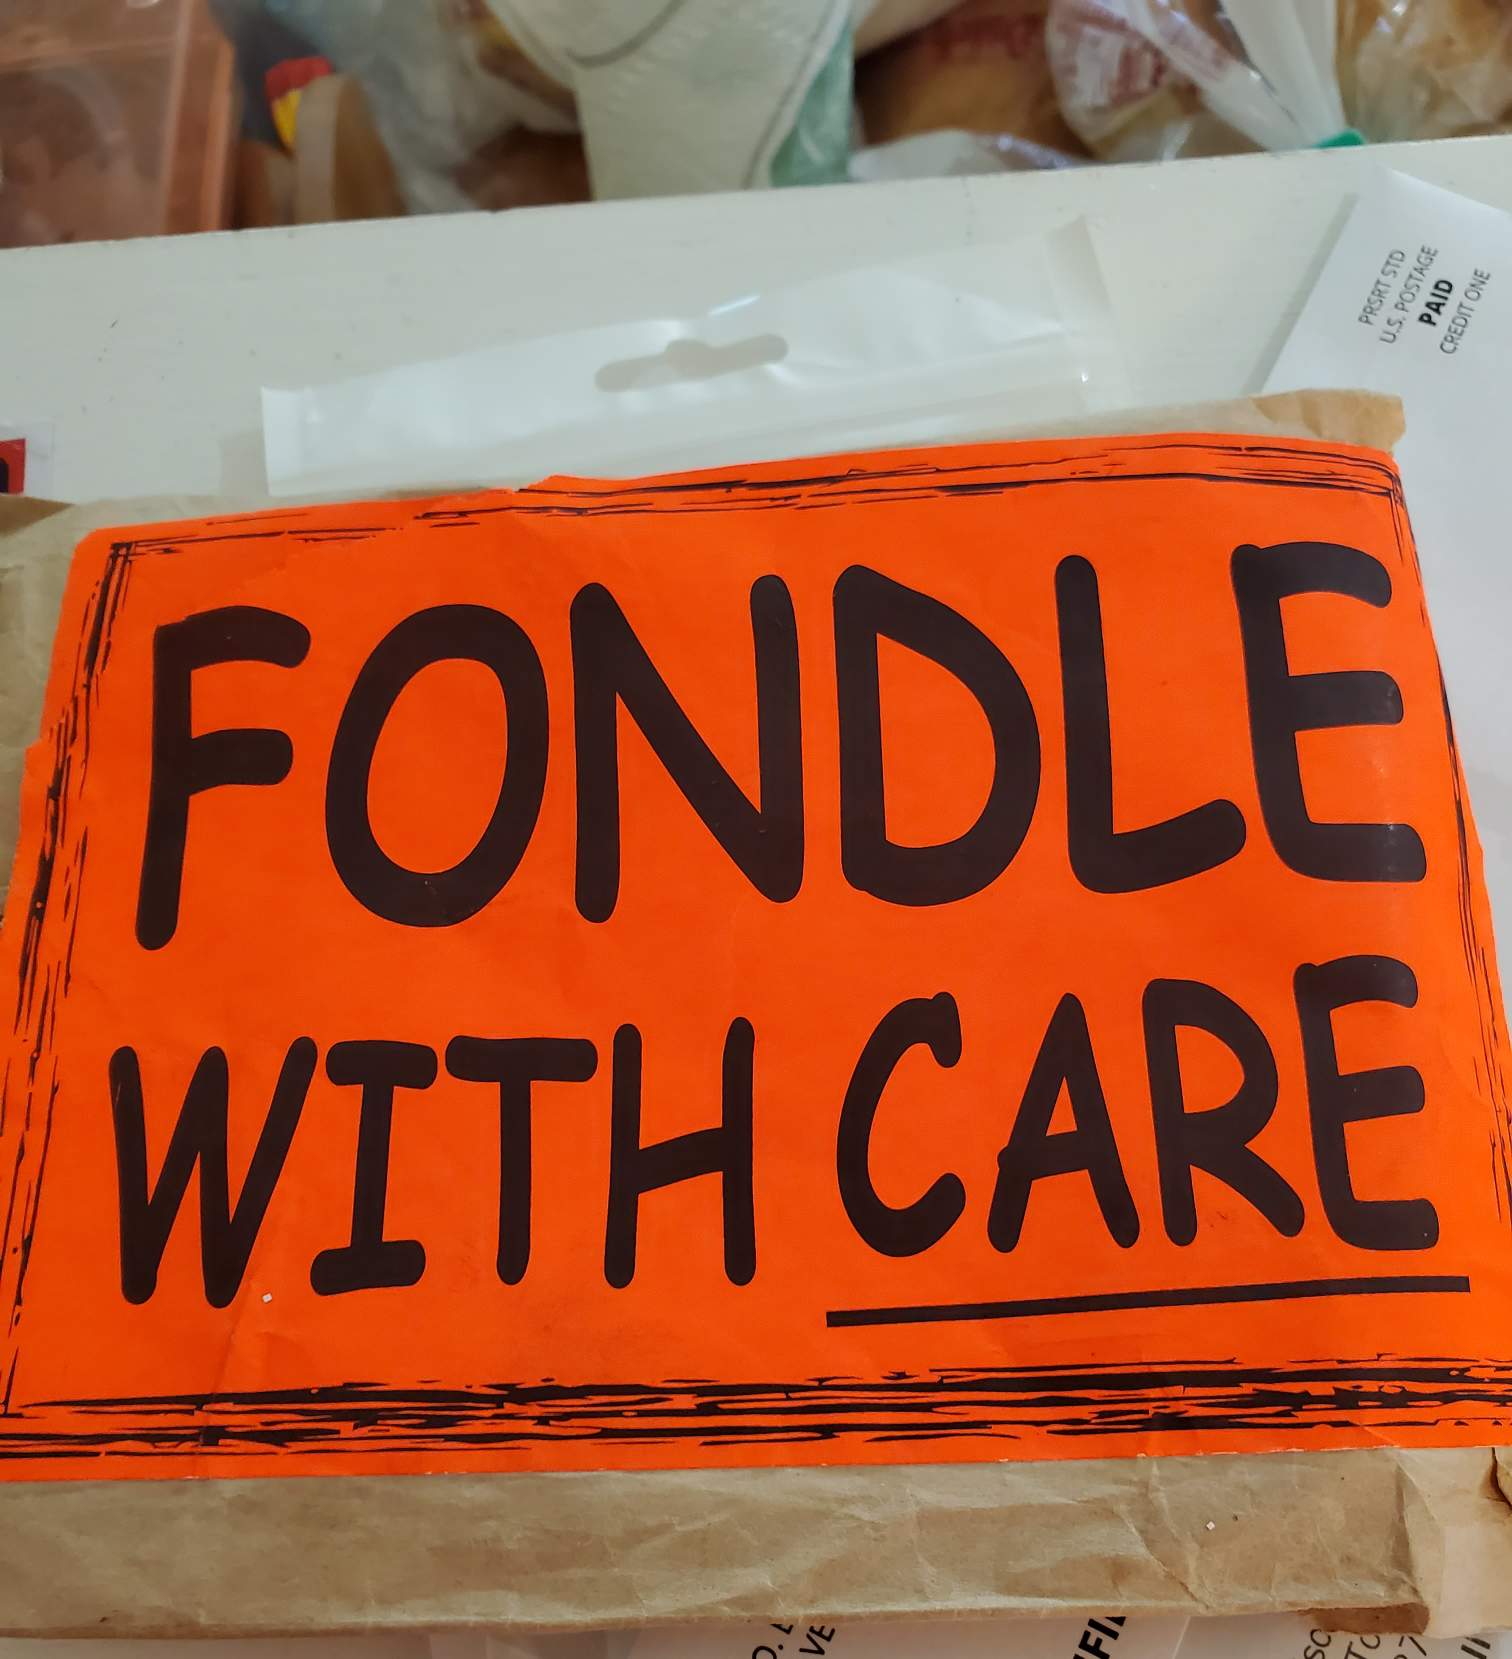 PRSRT STD
U.S. POSTAGE
PAID
CREDIT ONE
FONDLE
WITH CARE